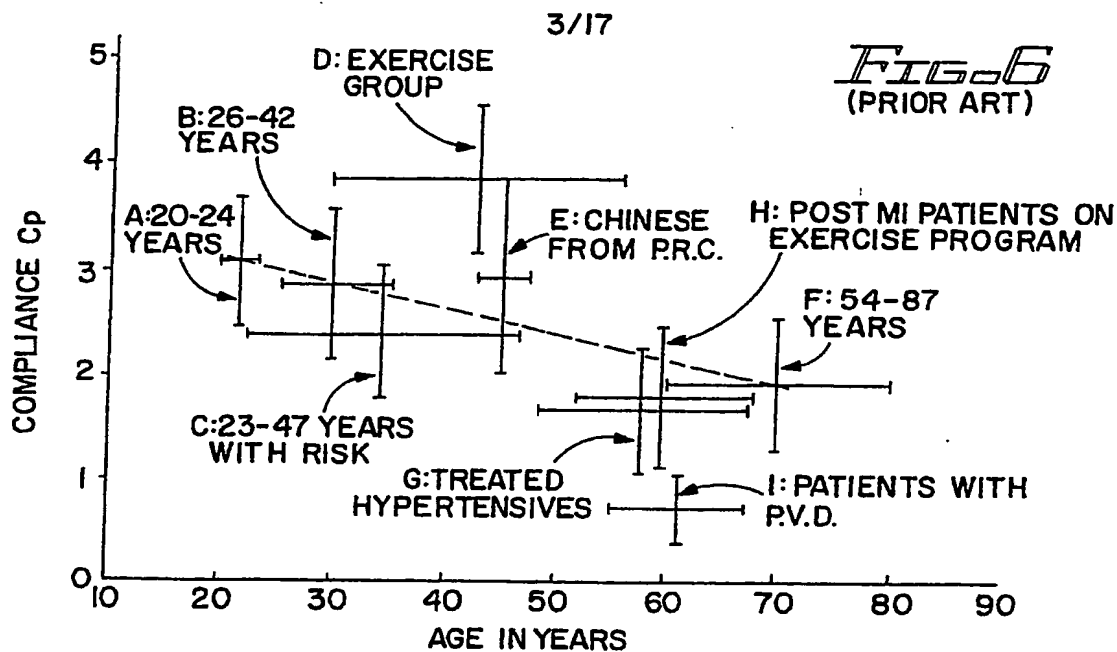 3/17
FIG. 6
(PRIOR ART)
5
4
3
2
1
0
COMPLIANCE Cp
D: EXERCISE
GROUP
B: 26-42
YEARS
A: 20-24
YEARS
E: CHINESE
FROM P.R.C.
H: POST MI PATIENTS ON
EXERCISE PROGRAM
F: 54-87
YEARS
C: 23-47 YEARS
WITH RISK
G: TREATED
HYPERTENSIVES
I: PATIENTS WITH
P.V.D.
10 20 30 40 50 60 70 80 90
AGE IN YEARS